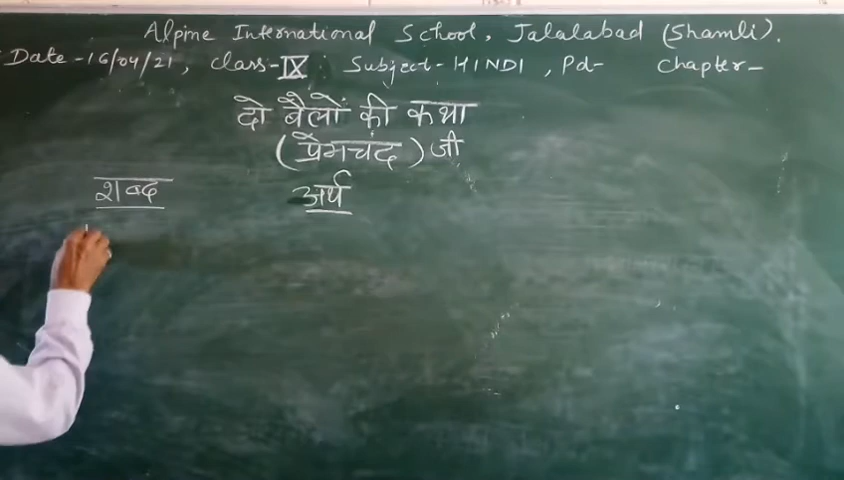 Alpine International School, Jalalabad (Shamli).
Date - 16/04/21, Class-IX Subject - HINDI, Pd- Chapter-
दो बैलों की कथा
(प्रेमचंद) जी
शब्द अर्थ